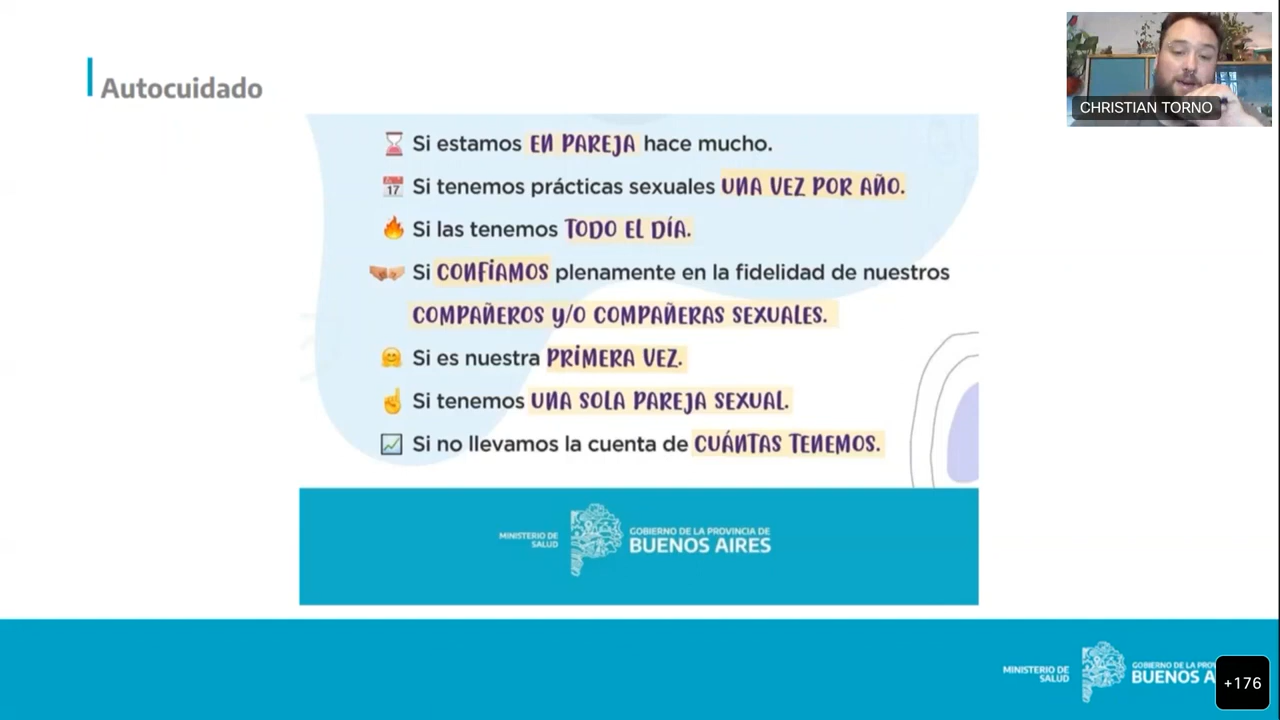 CHRISTIAN TORNO
Autocuidado
Si estamos EN PAREJA hace mucho.
17 Si tenemos prácticas sexuales UNA VEZ POR AÑO.
Si las tenemos TODO EL DÍA.
Si CONFIAMOS plenamente en la fidelidad de nuestros
COMPAÑEROS y/O COMPAÑERAS SEXUALES.
Si es nuestra PRIMERA VEZ.
Si tenemos UNA SOLA PAREJA SEXUAL.
Si no llevamos la cuenta de CUÁNTAS TENEMOS.
MINISTERIO DE
SALUD
GOBIERNO DE LA PROVINCIA DE
BUENOS AIRES
MINISTERIO DE
SALUD
GOBIERNO DE LA
BUENOS
+176